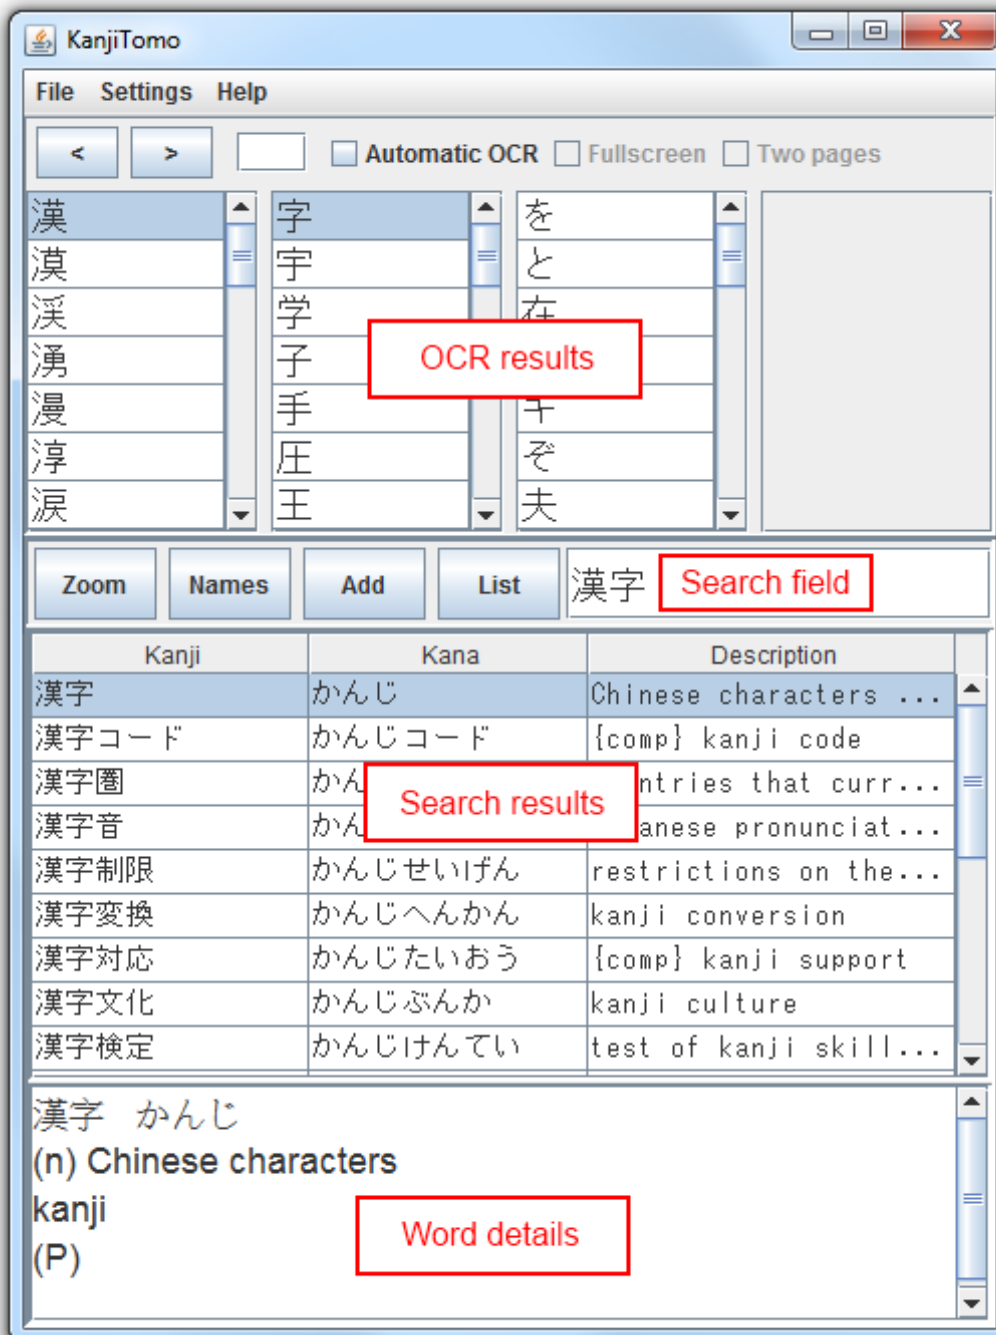 KanjiTomo
File Settings Help
< > Automatic OCR Fullscreen Two pages
漢 字 を
漠 宇 と
渓 学 在
湧 子
OCR results
漫 手 キ
淳 圧 ぞ
涙 王 夫
Zoom Names Add List 漢字 Search field
Kanji Kana Description
漢字 かんじ Chinese characters ...
漢字コード かんじコード {comp} kanji code
漢字圏 かん ntries that curr...
漢字音 かん anese pronunciat...
Search results
漢字制限 かんじせいげん restrictions on the...
漢字変換 かんじへんかん kanji conversion
漢字対応 かんじたいおう {comp} kanji support
漢字文化 かんじぶんか kanji culture
漢字検定 かんじけんてい test of kanji skill...
漢字 かんじ
(n) Chinese characters
kanji
(P)
Word details